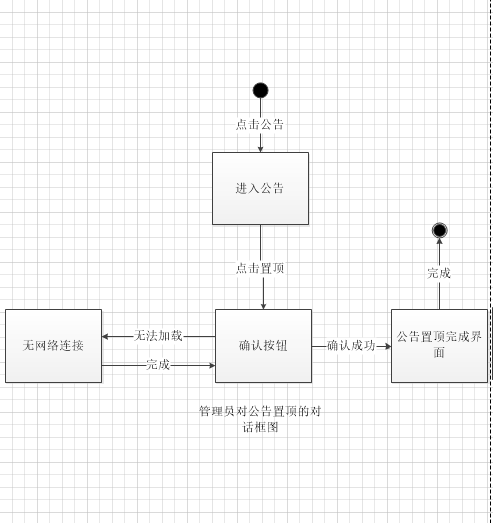 点击公告
进入公告
点击置顶
完成
无网络连接
无法加载
完成
确认按钮
确认成功
公告置顶完成界
面
管理员对公告置顶的对
话框图